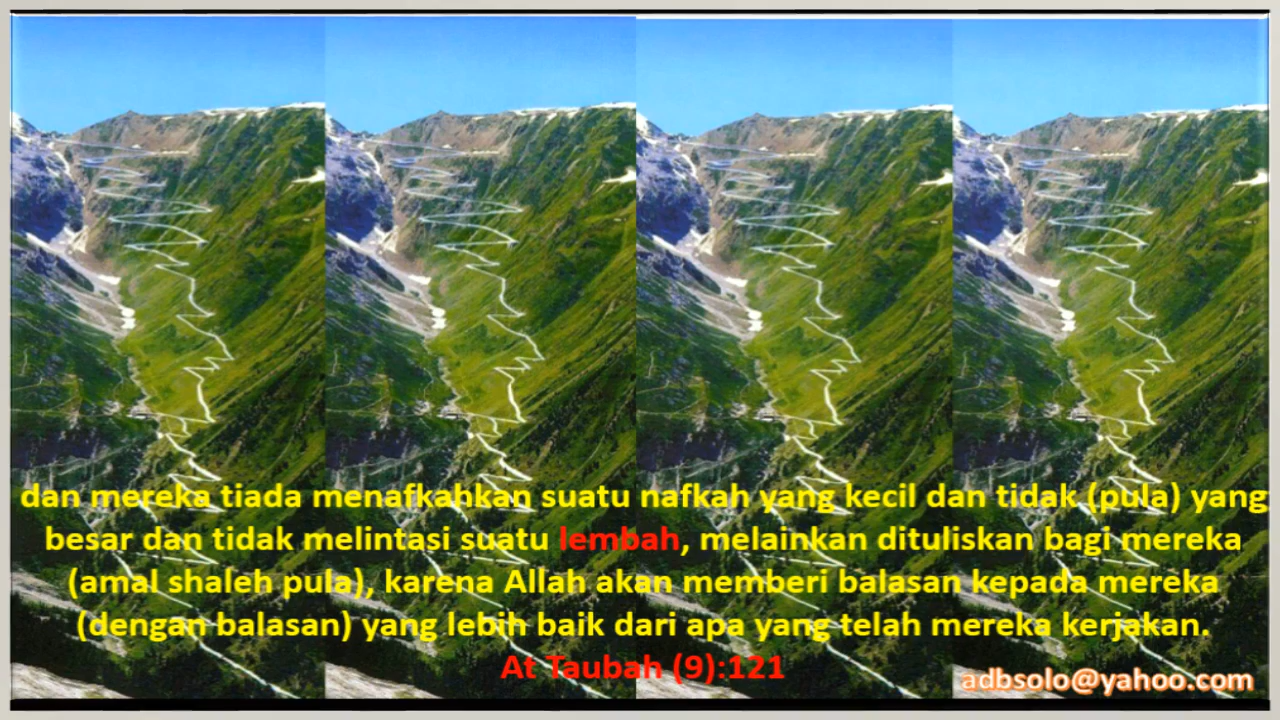 dan mereka tiada menafkahkan suatu nafkah yang kecil dan tidak (pula) yang
besar dan tidak melintasi suatu lembah, melainkan dituliskan bagi mereka
(amal shaleh pula), karena Allah akan memberi balasan kepada mereka
(dengan balasan) yang lebih baik dari apa yang telah mereka kerjakan.
At Taubah (9):121
adbsolo@yahoo.com